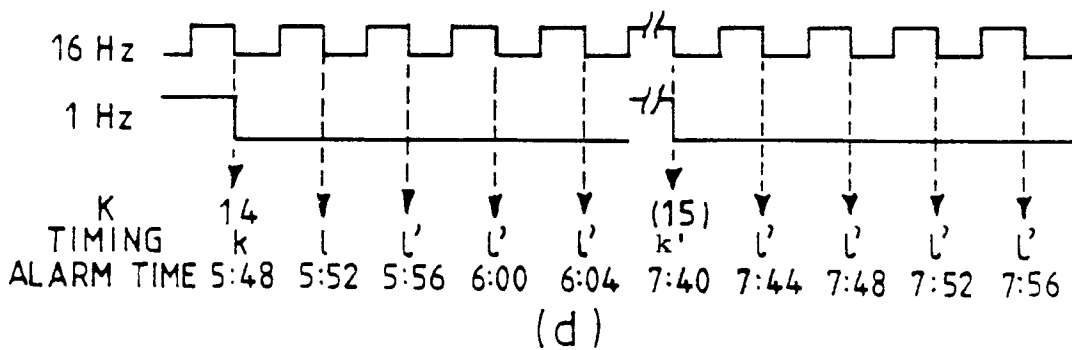 16 Hz
1 Hz
K 14 (15)
TIMING k l l' l' l' k' l' l' l' l'
ALARM TIME 5:48 5:52 5:56 6:00 6:04 7:40 7:44 7:48 7:52 7:56
(d)